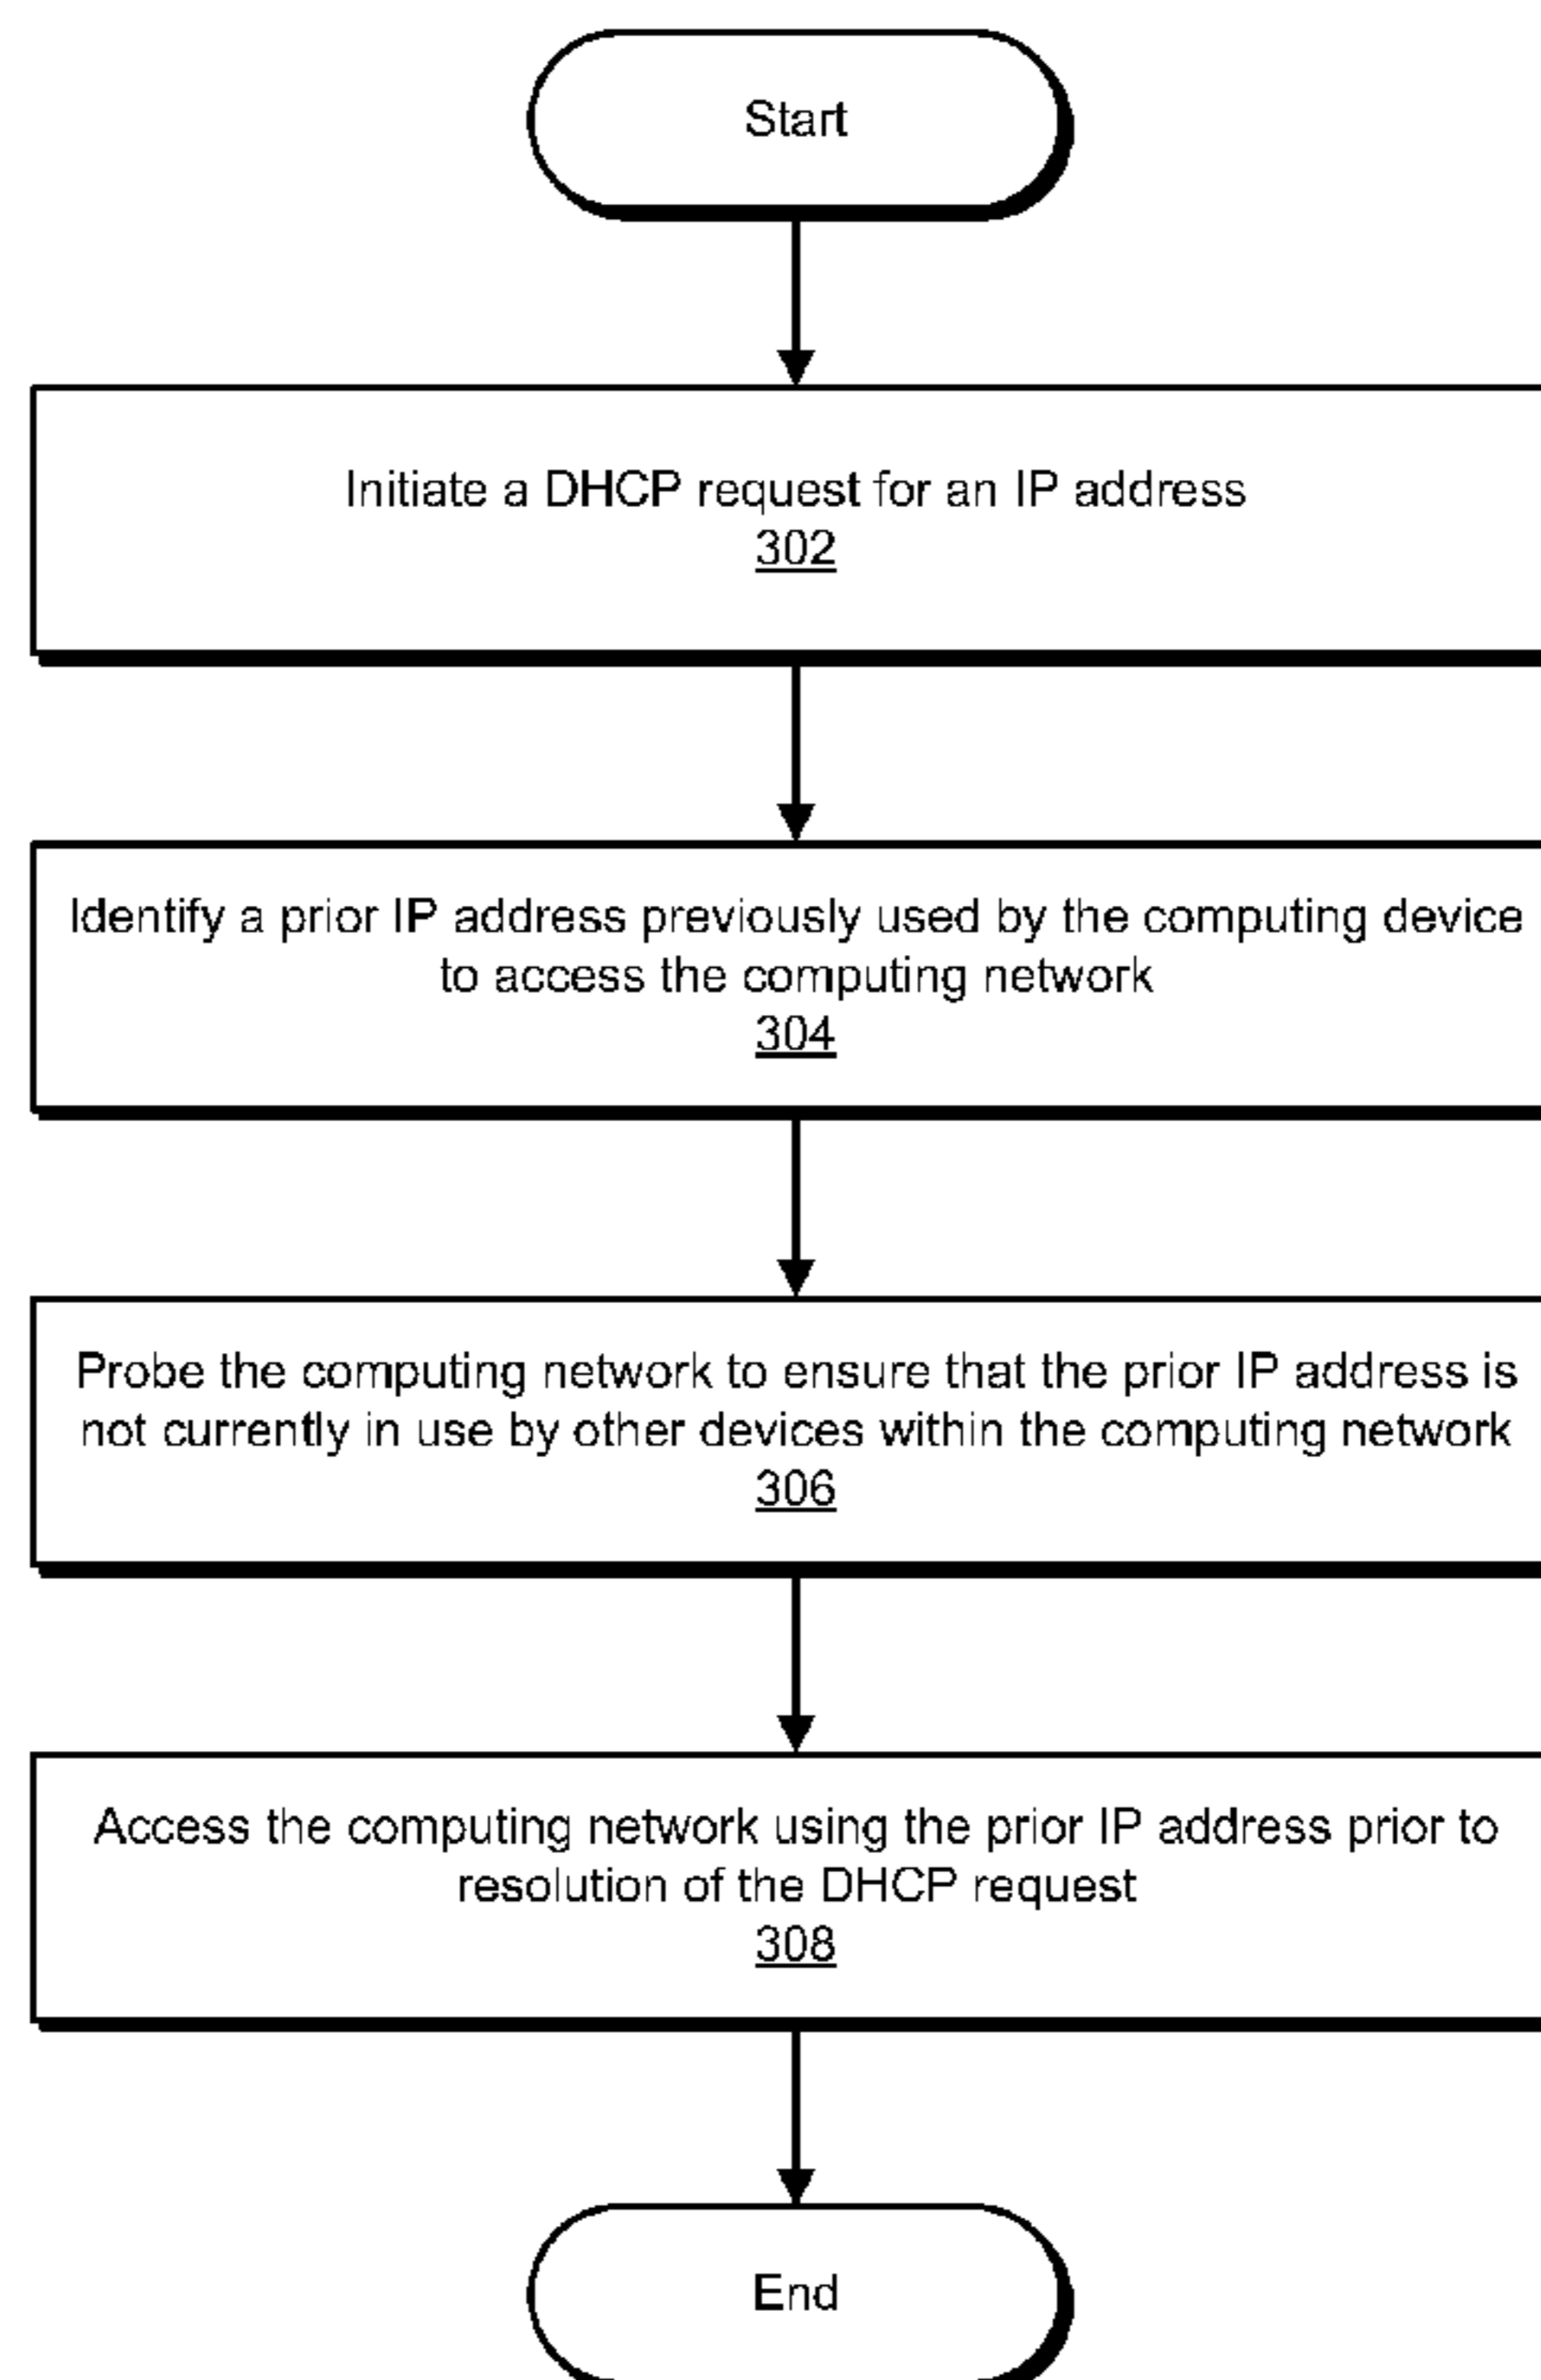 Start
Initiate a DHCP request for an IP address
302
Identify a prior IP address previously used by the computing device
to access the computing network
304
Probe the computing network to ensure that the prior IP address is
not currently in use by other devices within the computing network
306
Access the computing network using the prior IP address prior to
resolution of the DHCP request
308
End